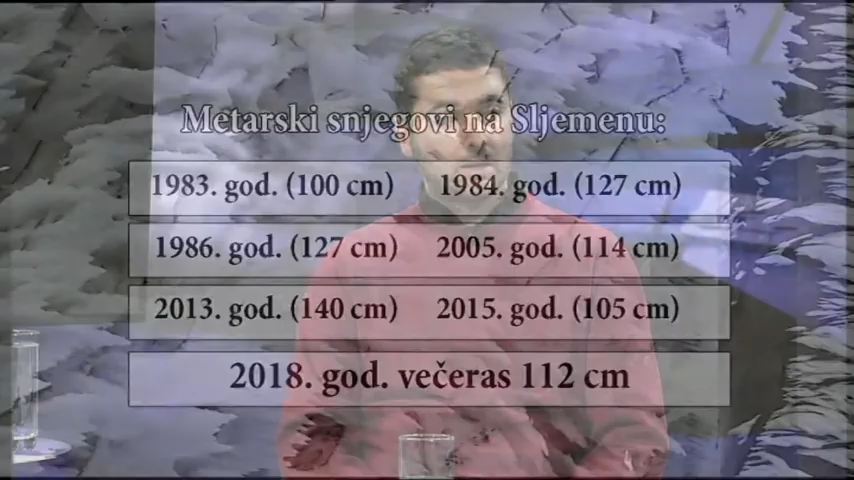 Metarski snjegovi na Sljemenu:
1983. god. (100 cm) 1984. god. (127 cm)
1986. god. (127 cm) 2005. god. (114 cm)
2013. god. (140 cm) 2015. god. (105 cm)
2018. god. večeras 112 cm